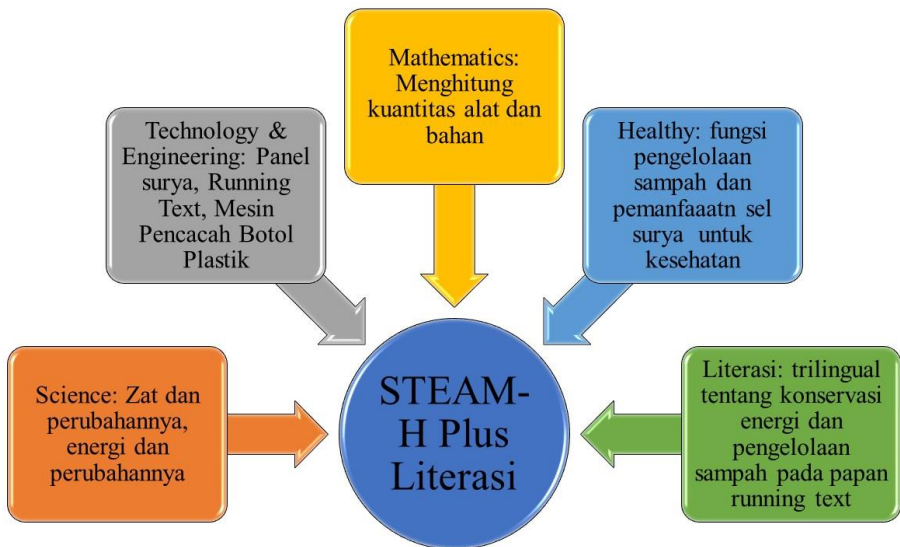 Mathematics:
Menghitung
kuantitas alat dan
bahan
Technology &
Engineering: Panel
surya, Running
Text, Mesin
Pencacah Botol
Plastik
Healthy: fungsi
pengelolaan
sampah dan
pemanfaaatn sel
surya untuk
kesehatan
Science: Zat dan
perubahannya,
energi dan
perubahannya
STEAM-
H Plus
Literasi
Literasi: trilingual
tentang konservasi
energi dan
pengelolaan
sampah pada papan
running text